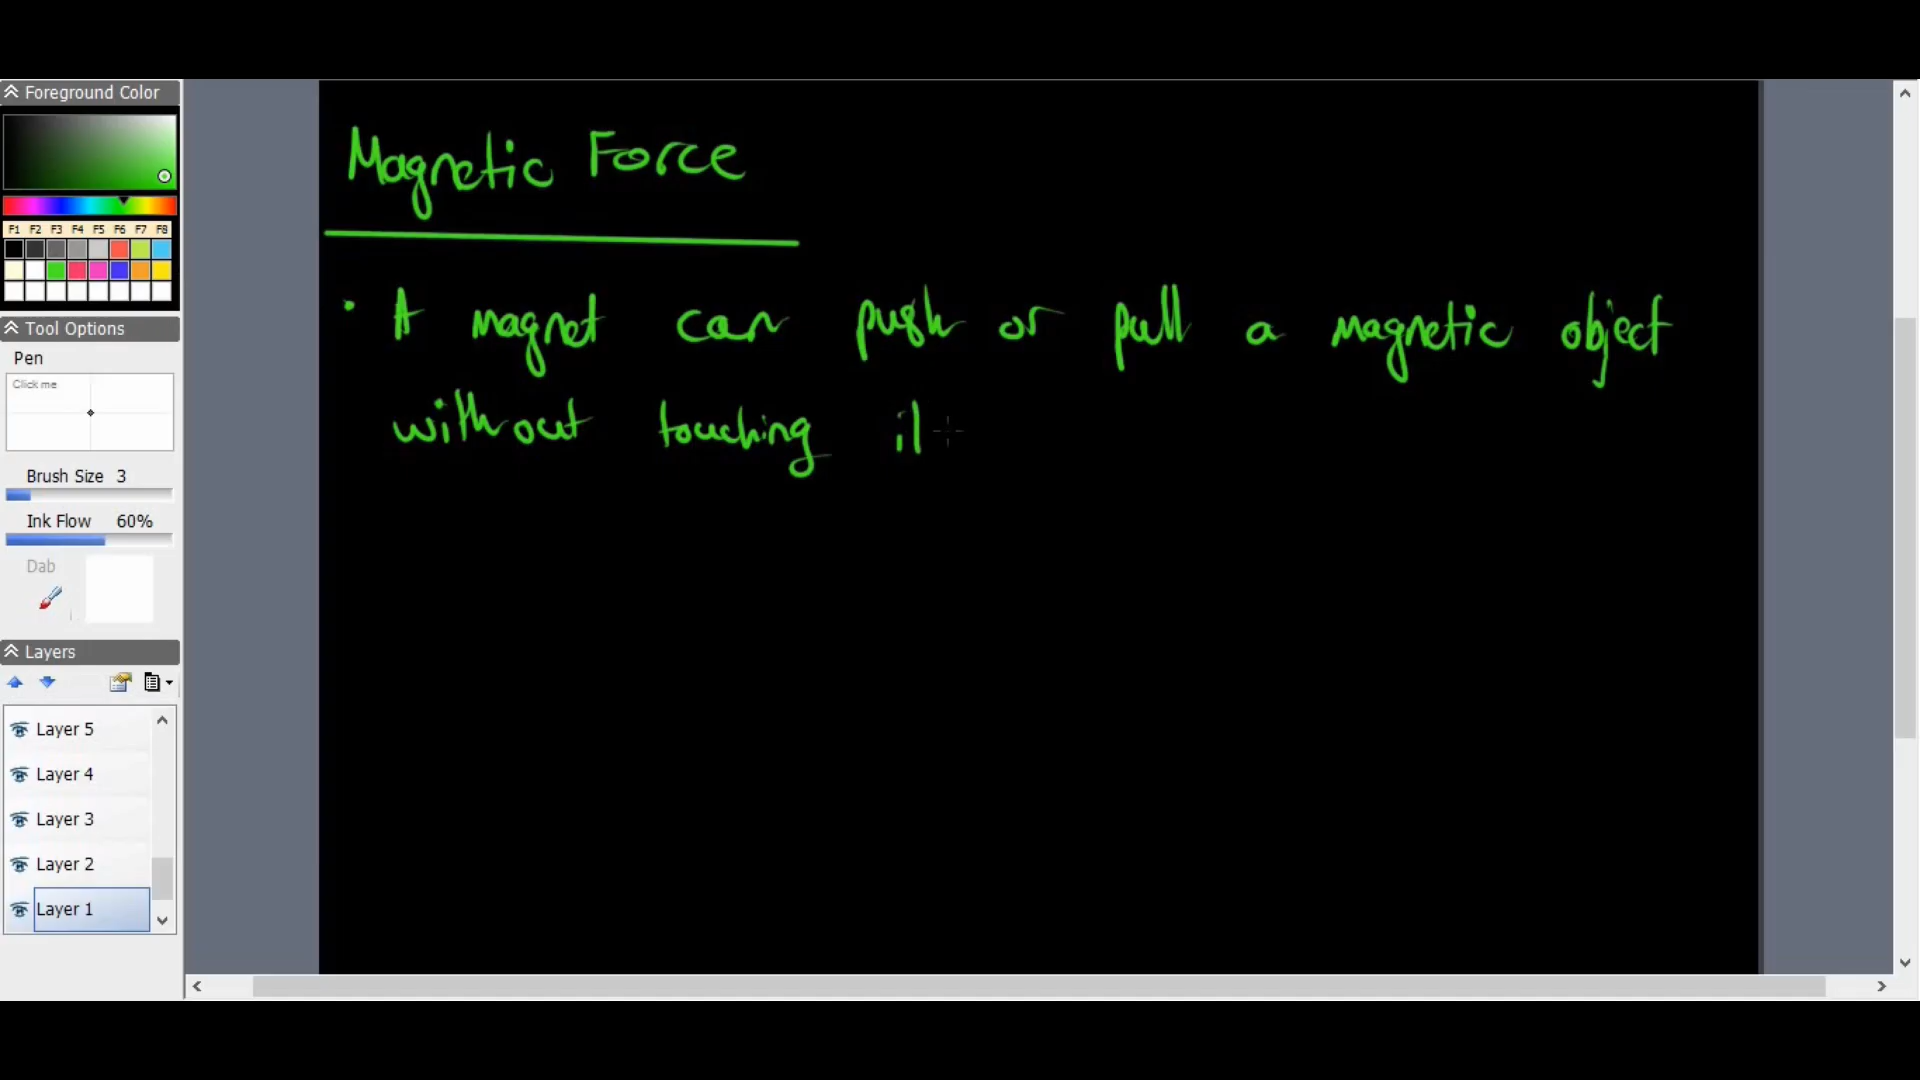 Foreground Color
F1 F2 F3 F4 F5 F6 F7 F8
Tool Options
Pen
Click me
Brush Size 3
Ink Flow 60%
Dab
Layers
Layer 5
Layer 4
Layer 3
Layer 2
Layer 1
Magnetic Force
• A magnet can push or pull a magnetic object
without touching il